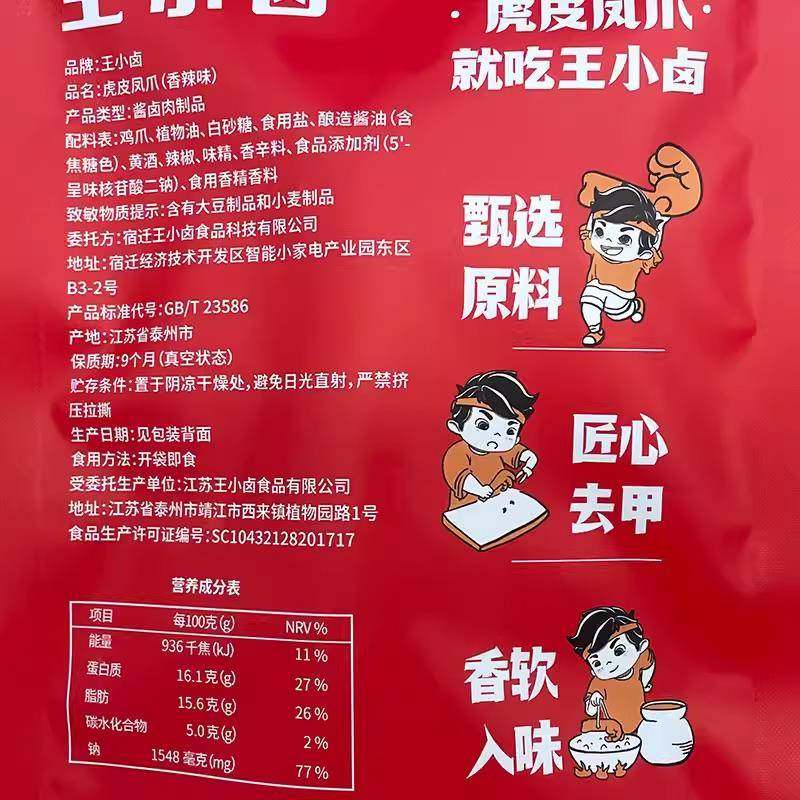 王小卤
品牌:王小卤
品名:虎皮凤爪(香辣味)
产品类型:酱卤肉制品
配料表:鸡爪、植物油、白砂糖、食用盐、酿造酱油(含
焦糖色)、黄酒、辣椒、味精、香辛料、食品添加剂(5'-
呈味核苷酸二钠)、食用香精香料
致敏物质提示:含有大豆制品和小麦制品
委托方:宿迁王小卤食品科技有限公司
地址:宿迁经济技术开发区智能小家电产业园东区
B3-2号
产品标准代号:GB/T 23586
产地:江苏省泰州市
保质期:9个月(真空状态)
贮存条件:置于阴凉干燥处,避免日光直射,严禁挤
压拉撕
生产日期:见包装背面
食用方法:开袋即食
受委托生产单位:江苏王小卤食品有限公司
地址:江苏省泰州市靖江市西来镇植物园路1号
食品生产许可证编号:SC10432128201717
营养成分表
项目 每100克(g) NRV%
能量 936千焦(kJ) 11%
蛋白质 16.1克(g) 27%
脂肪 15.6克(g) 26%
碳水化合物 5.0克(g) 2%
钠 1548毫克(mg) 77%
·虎皮凤爪·
就吃王小卤
甄选
原料
匠心
去甲
香软
入味